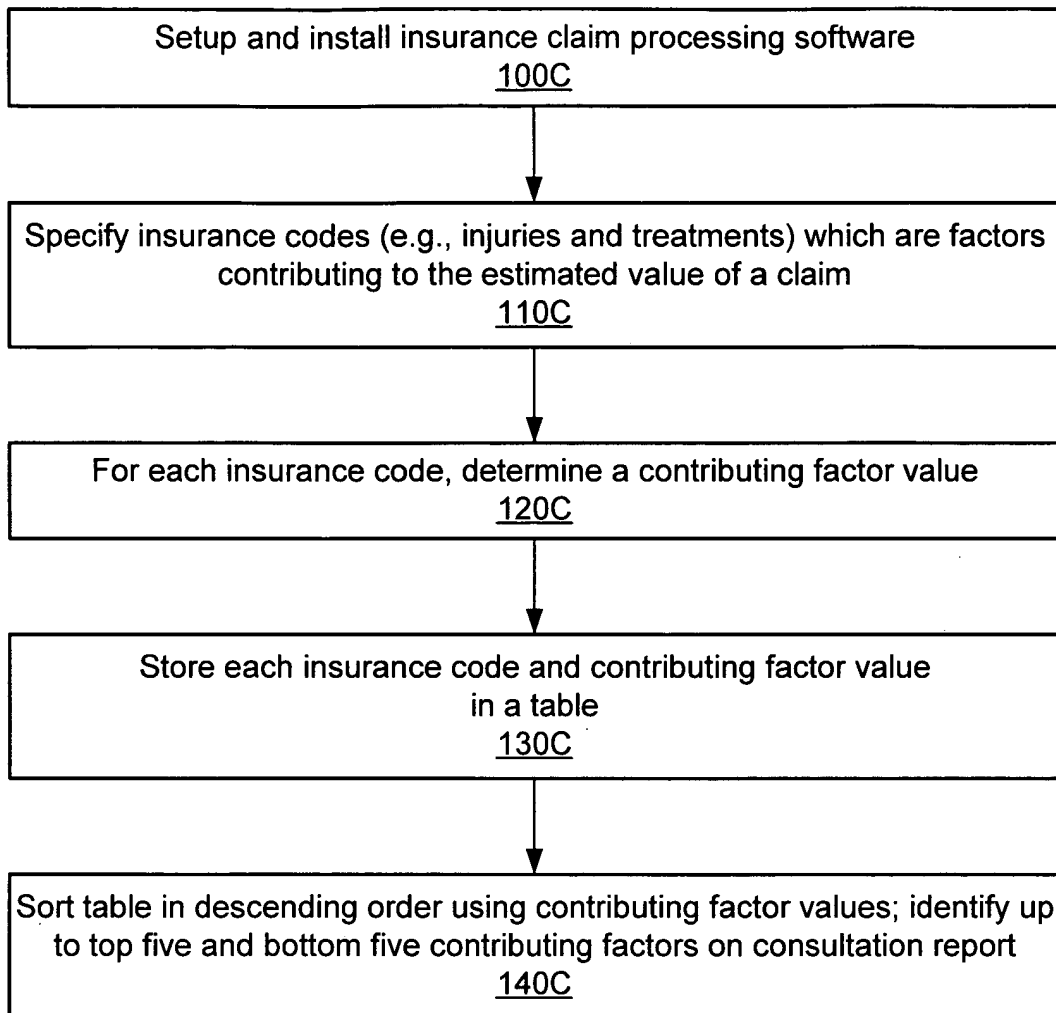 Setup and install insurance claim processing software
100C
Specify insurance codes (e.g., injuries and treatments) which are factors
contributing to the estimated value of a claim
110C
For each insurance code, determine a contributing factor value
120C
Store each insurance code and contributing factor value
in a table
130C
Sort table in descending order using contributing factor values; identify up
to top five and bottom five contributing factors on consultation report
140C